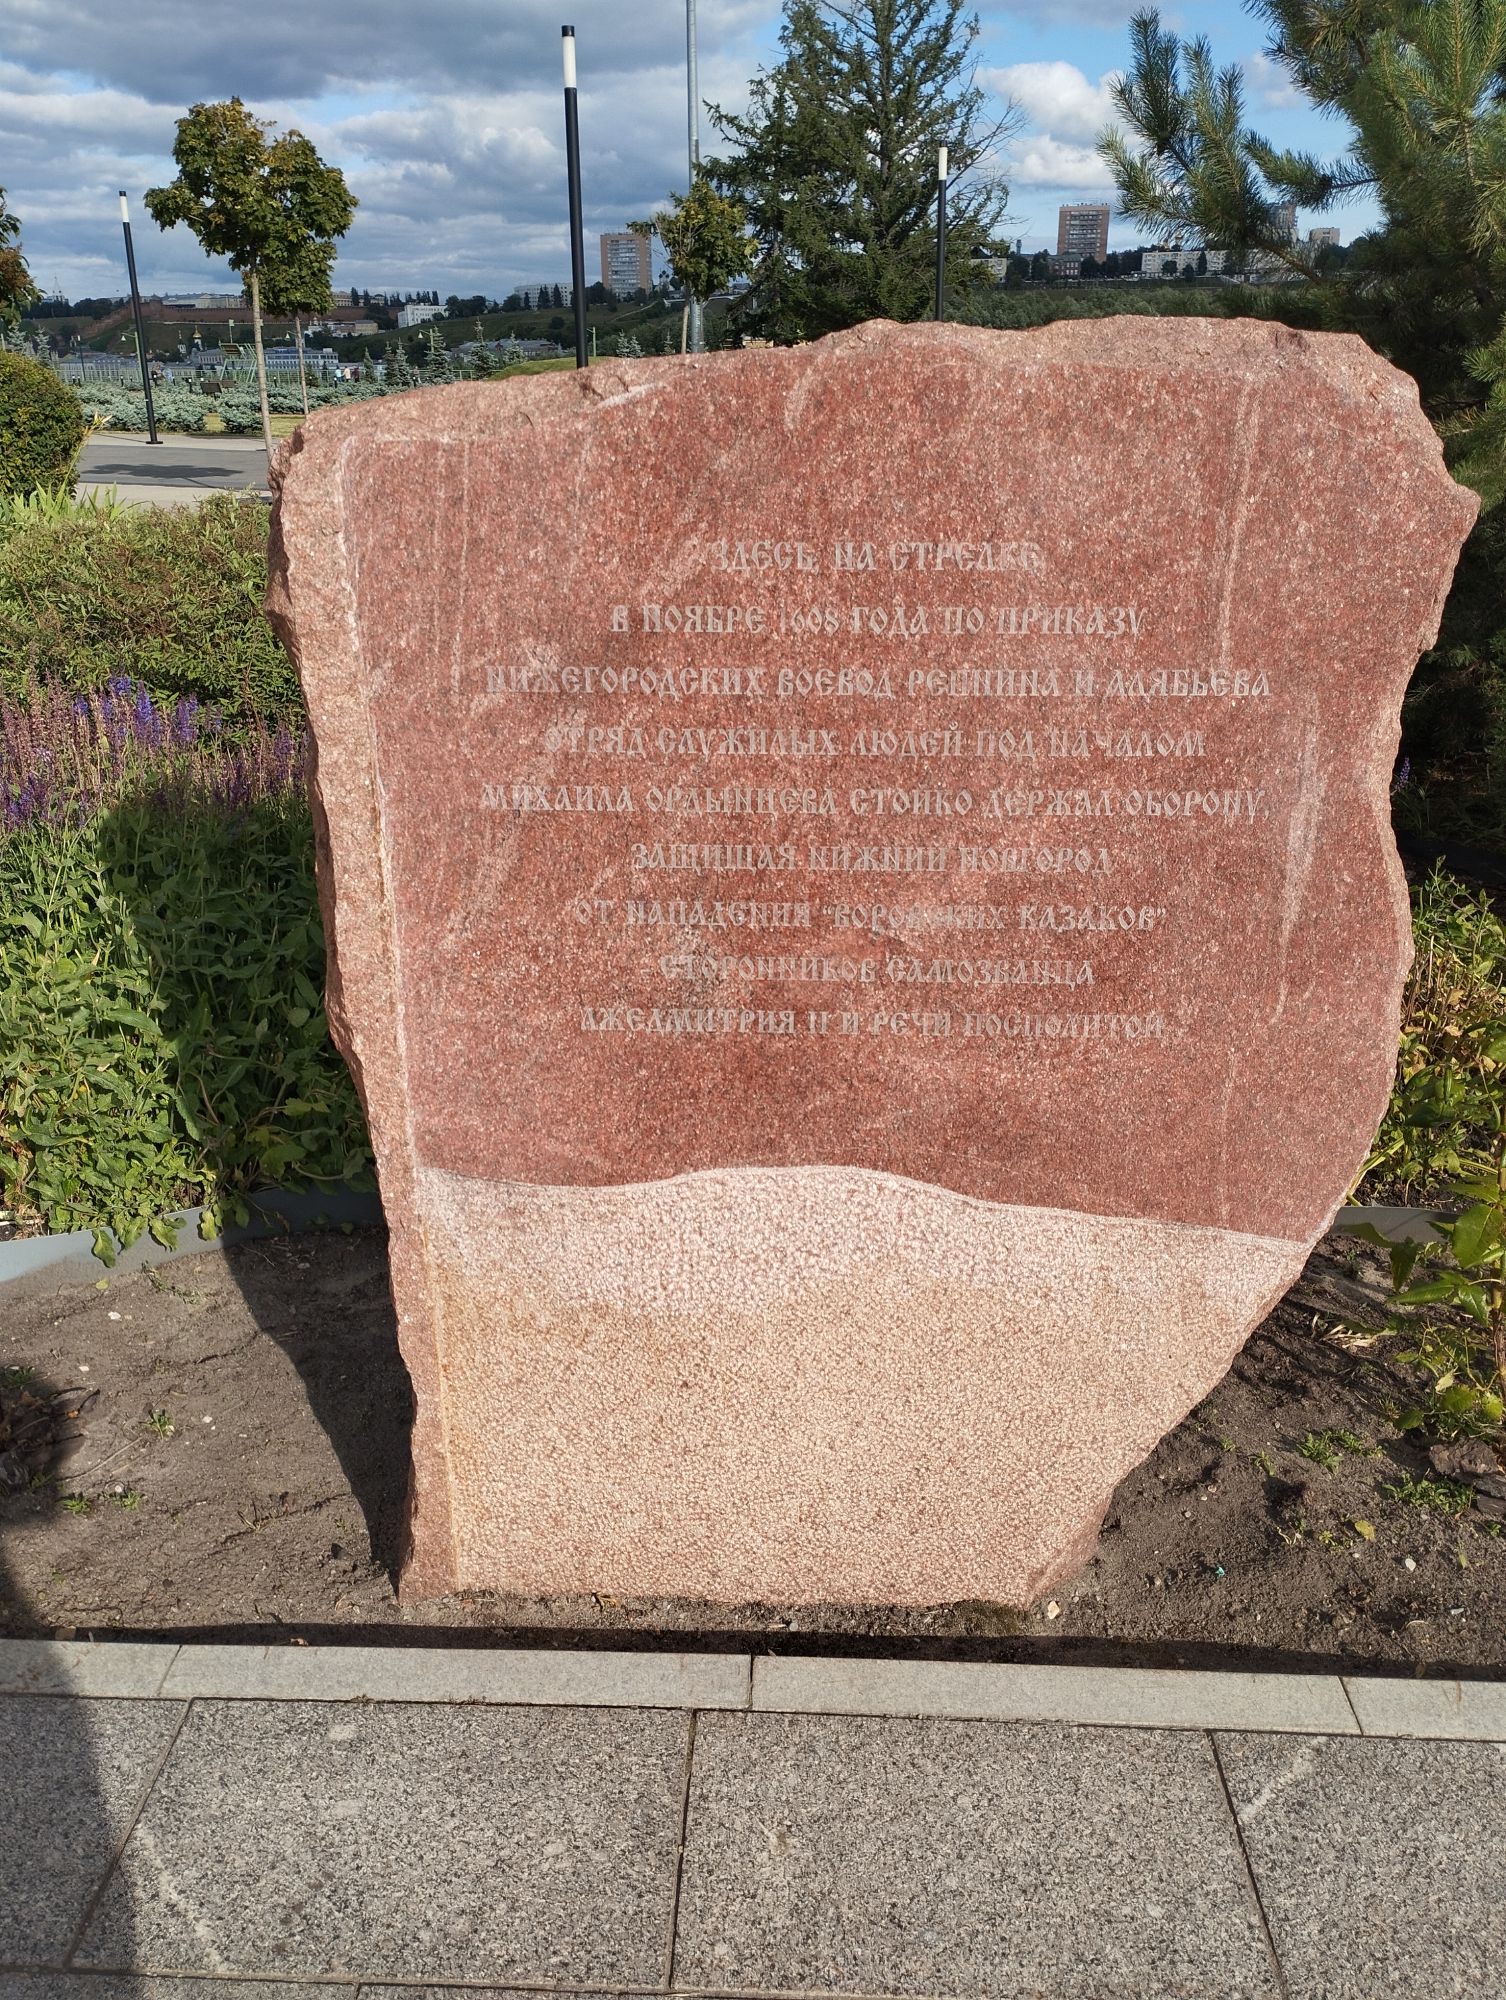 ЗДЕСЬ, НА СТРЕЛКЕ
В НОЯБРЕ 1608 ГОДА ПО ПРИКАЗУ
НИЖЕГОРОДСКИХ ВОЕВОД РЕПНИНА И АЛЯБЬЕВА
ОТРЯД СЛУЖИЛЫХ ЛЮДЕЙ ПОД НАЧАЛОМ
МИХАИЛА ОРДЫНЦЕВА СТОЙКО ДЕРЖАЛ ОБОРОНУ,
ЗАЩИЩАЯ НИЖНИЙ НОВГОРОД
ОТ НАПАДЕНИЯ "ВОРОВСКИХ КАЗАКОВ"
СТОРОННИКОВ САМОЗВАНЦА
ЛЖЕДМИТРИЯ II И РЕЧИ ПОСПОЛИТОЙ